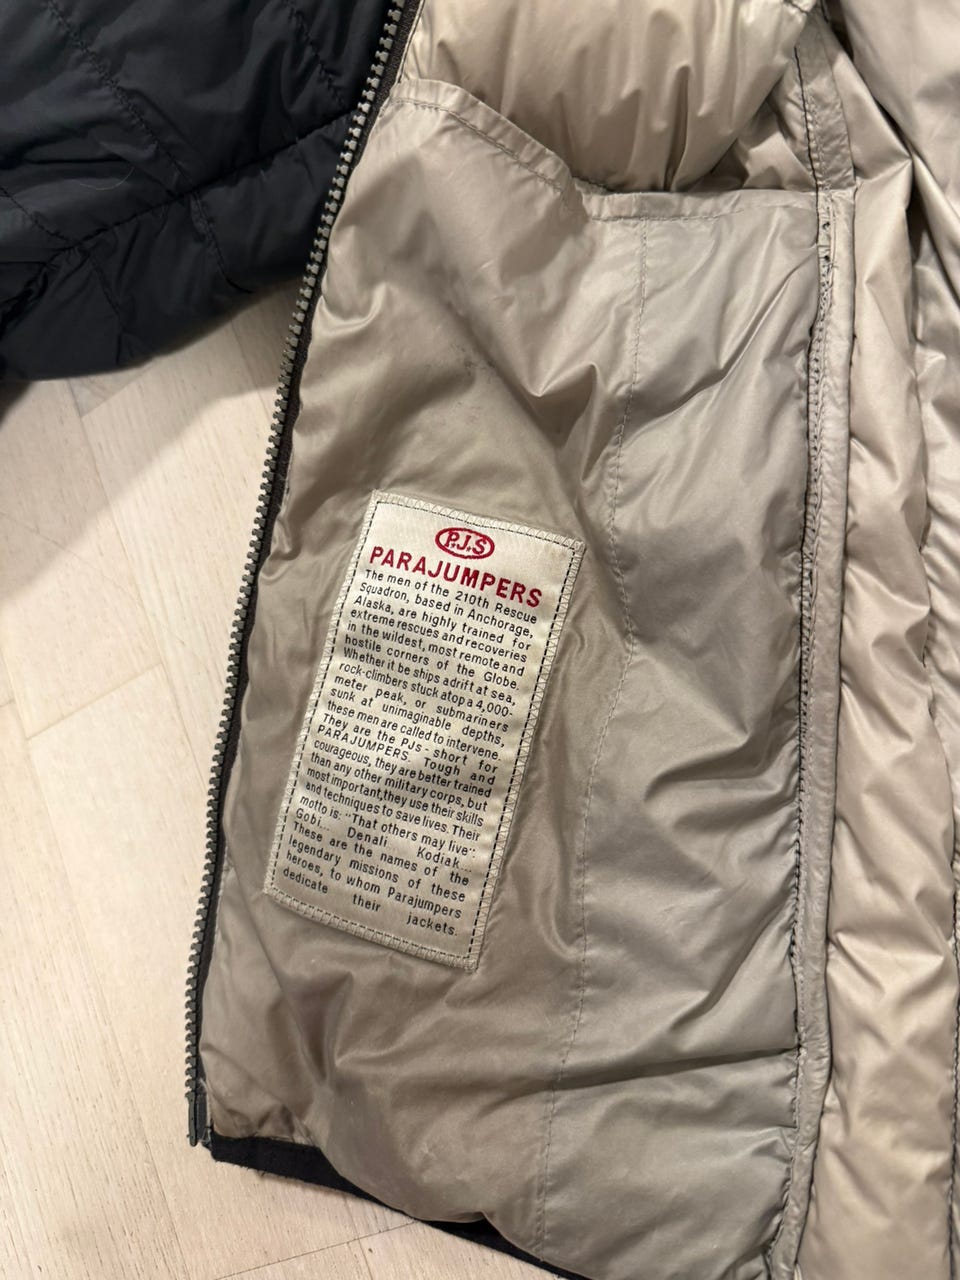 P.J.S
PARAJUMPERS
The men of the 210th Rescue
Squadron, based in Anchorage,
Alaska, are highly trained for
extreme rescues and recoveries
in the wildest, most remote and
hostile corners of the Globe.
Whether it be ships adrift at sea,
rock-climbers stuck atop a 4,000-
meter peak, or submariners
sunk at unimaginable depths,
these men are called to intervene.
They are the PJs - short for
PARAJUMPERS. Tough and
courageous, they are better trained
than any other military corps, but
most important,they use their skills
and techniques to save lives. Their
motto is: "That others may live":
Gobi... Denali Kodiak....
These are the names of the
legendary missions of these
heroes, to whom Parajumpers
dedicate their jackets.